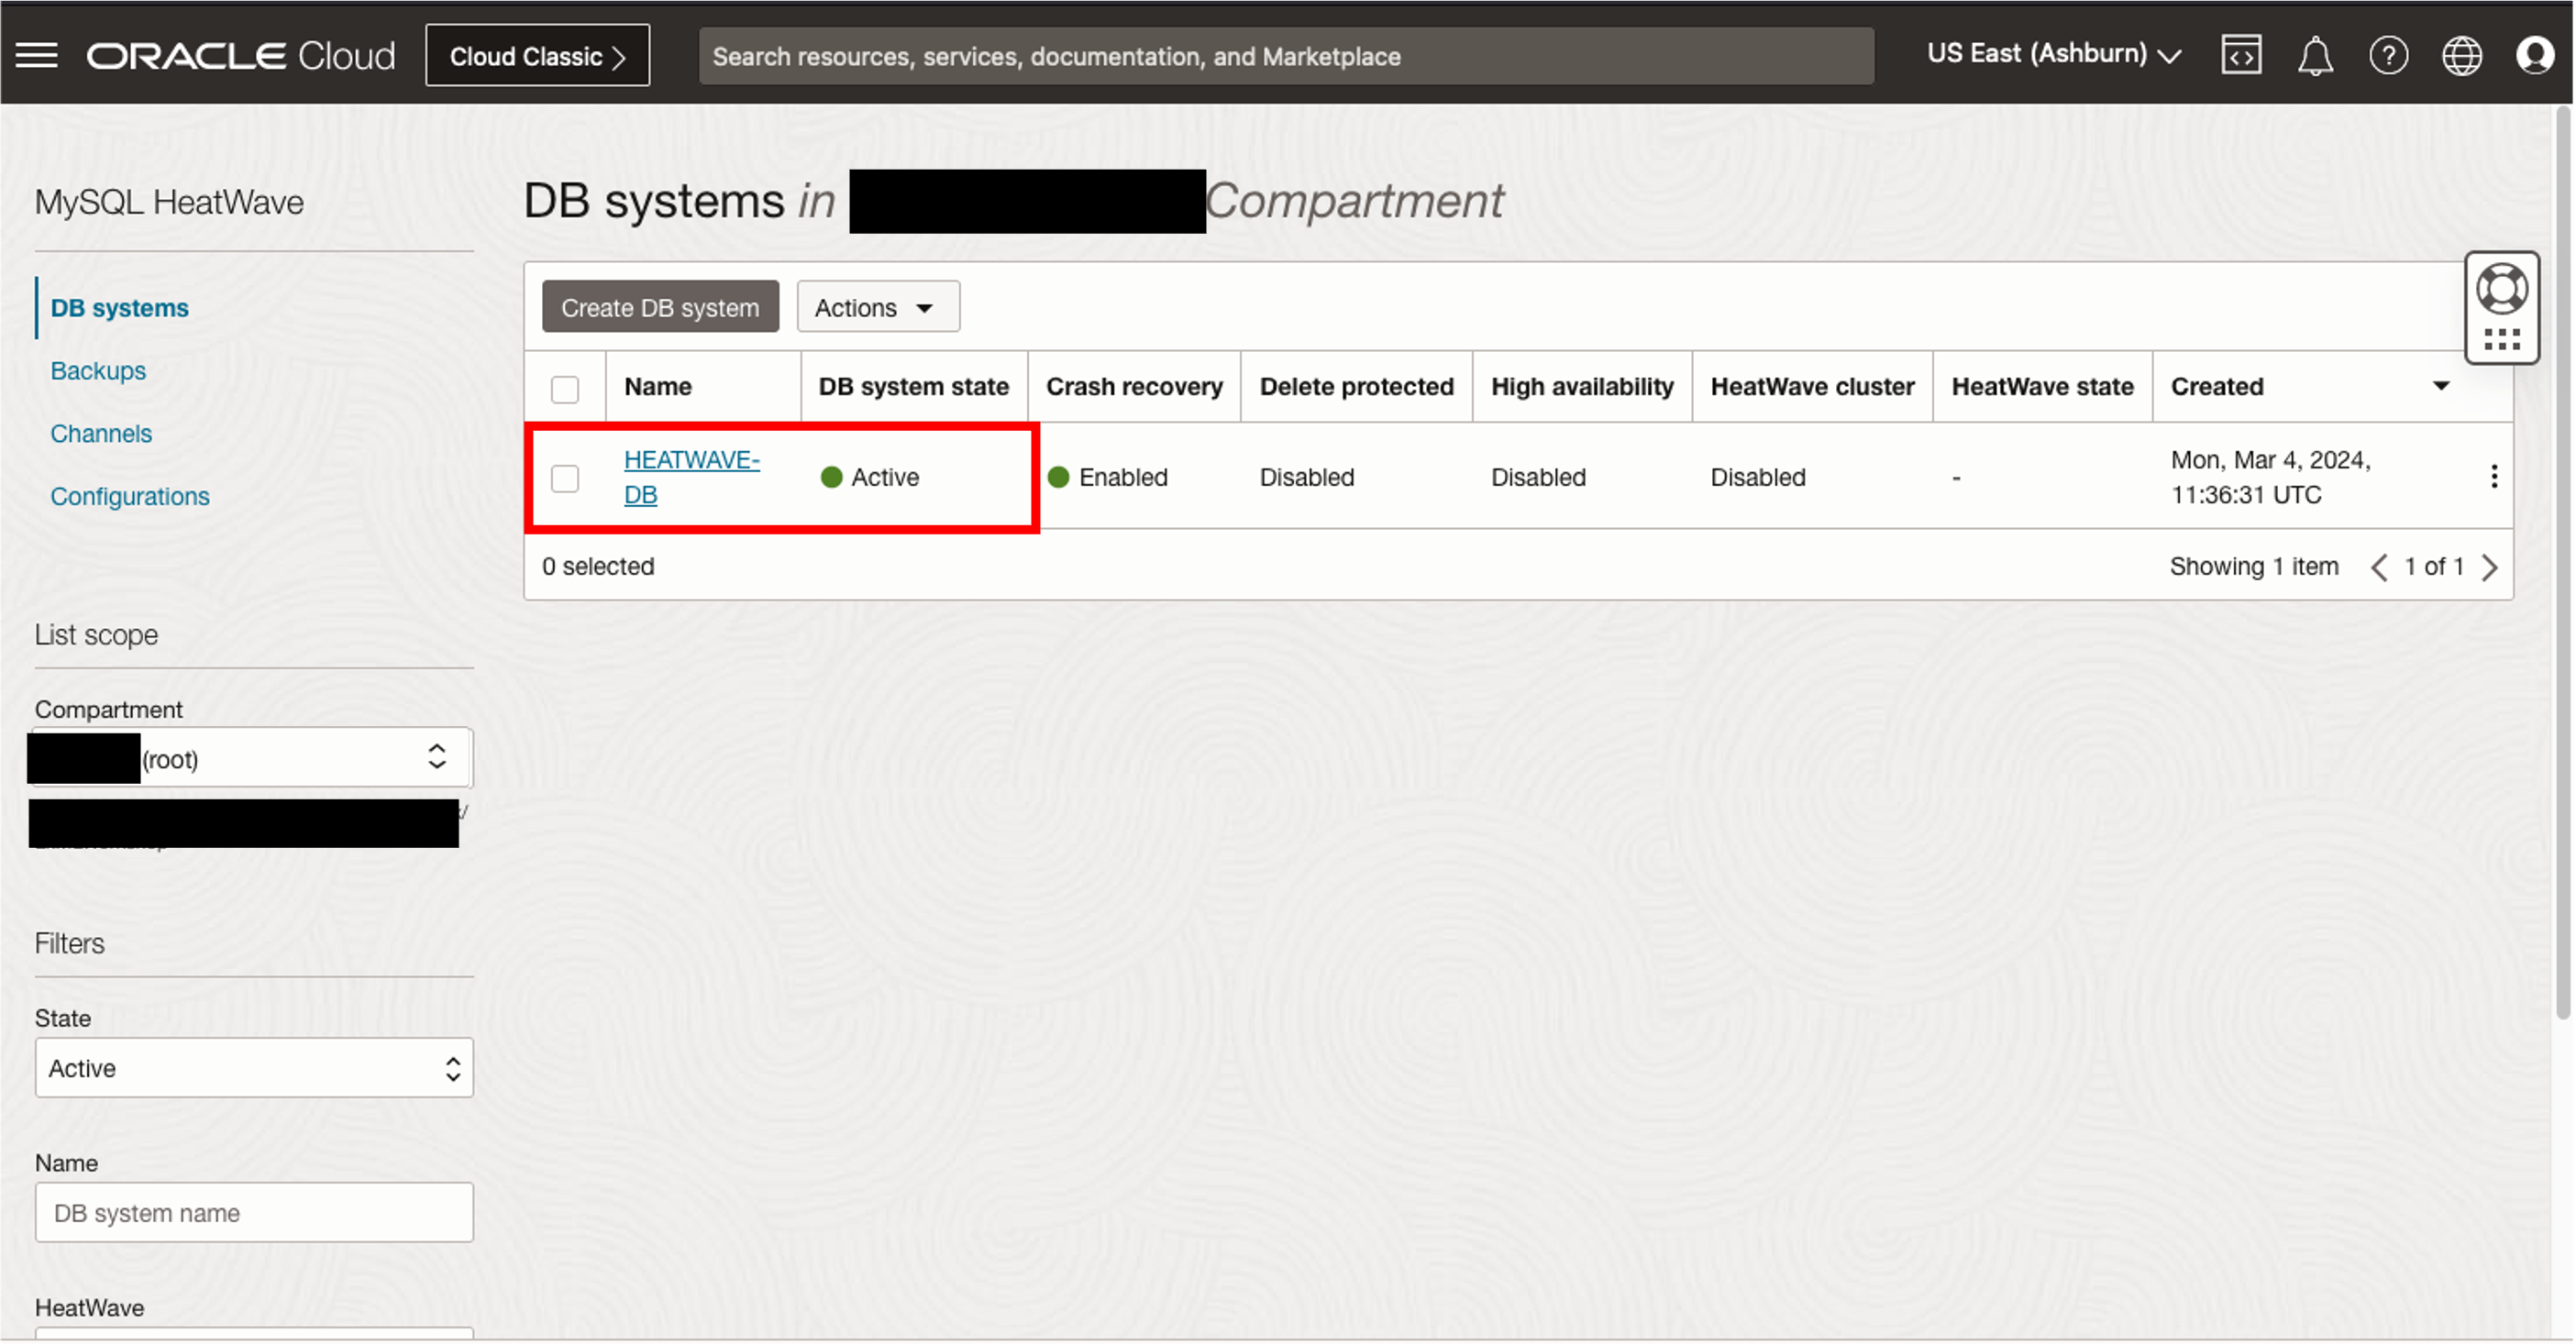 ORACLE Cloud
Cloud Classic
Search resources, services, documentation, and Marketplace
US East (Ashburn)
MySQL HeatWave
DB systems
Backups
Channels
Configurations
List scope
Compartment
(root)
Filters
State
Active
Name
DB system name
HeatWave
DB systems in Compartment
Create DB system
Actions
Name DB system state Crash recovery Delete protected High availability HeatWave cluster HeatWave state Created
HEATWAVE-
DB
Active Enabled Disabled Disabled Disabled -
Mon, Mar 4, 2024,
11:36:31 UTC
0 selected
Showing 1 item 1 of 1